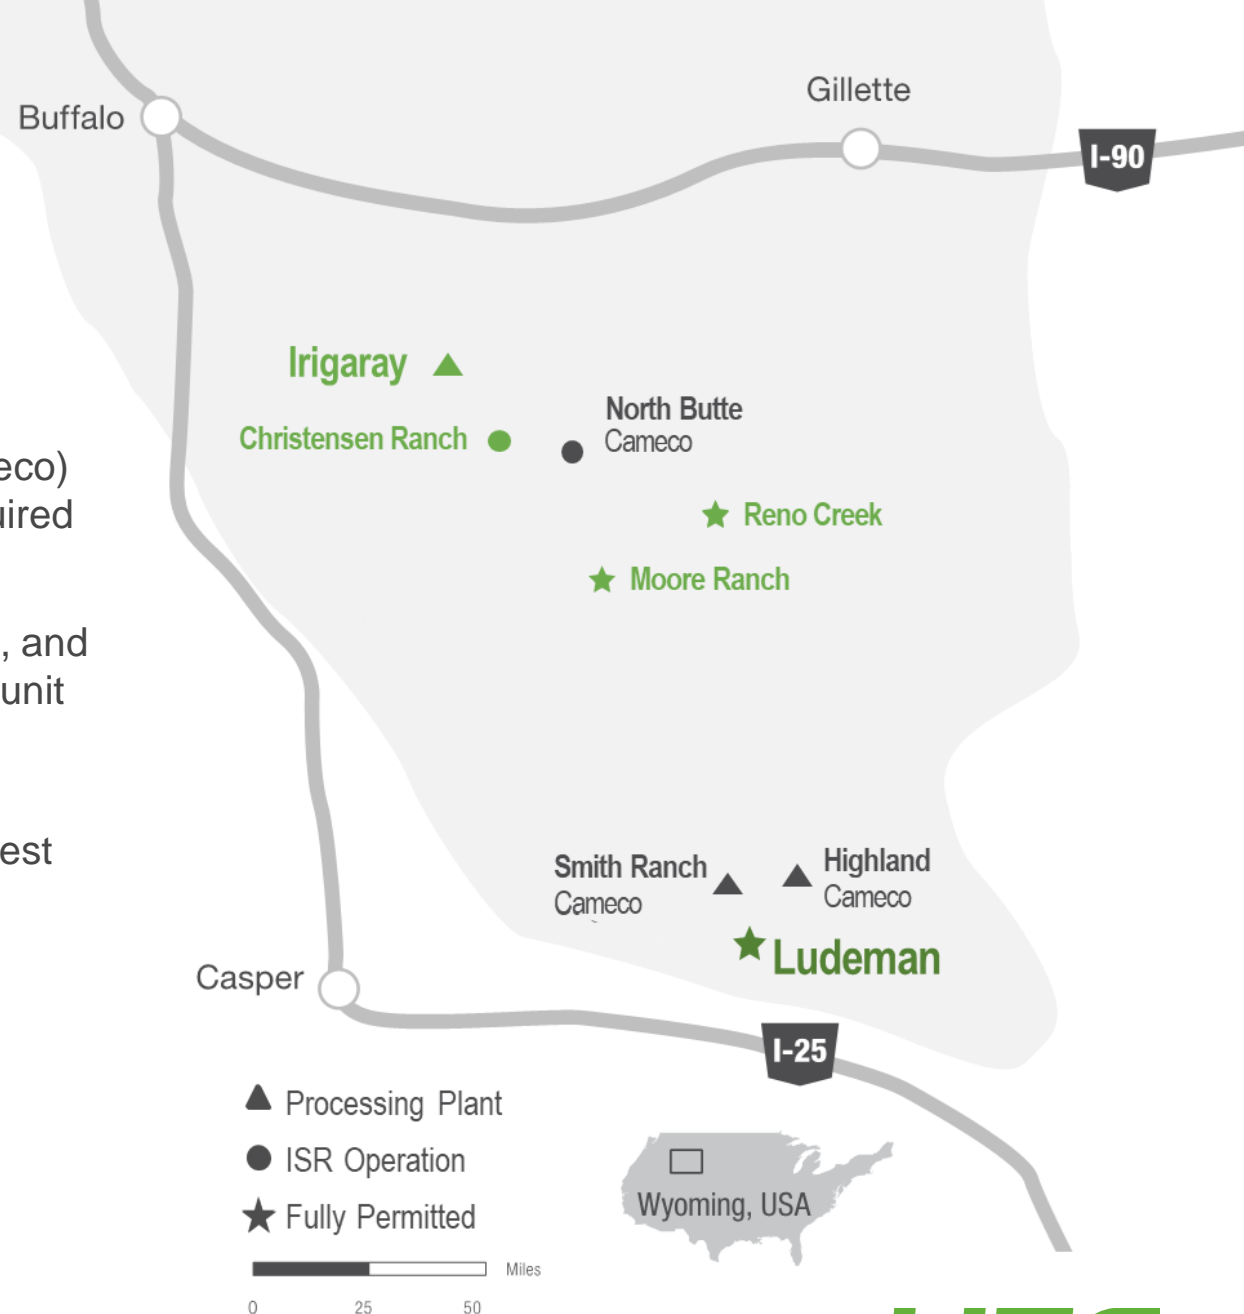 Gillette
Buffalo
I-90
Irigaray
North Butte
Cameco
Christensen Ranch
eco)
uired
Reno Creek
Moore Ranch
, and
unit
est
Smith Ranch
Cameco
Highland
Cameco
Ludeman
Casper
I-25
Processing Plant
ISR Operation
Fully Permitted
Wyoming, USA
Miles
0 25 50